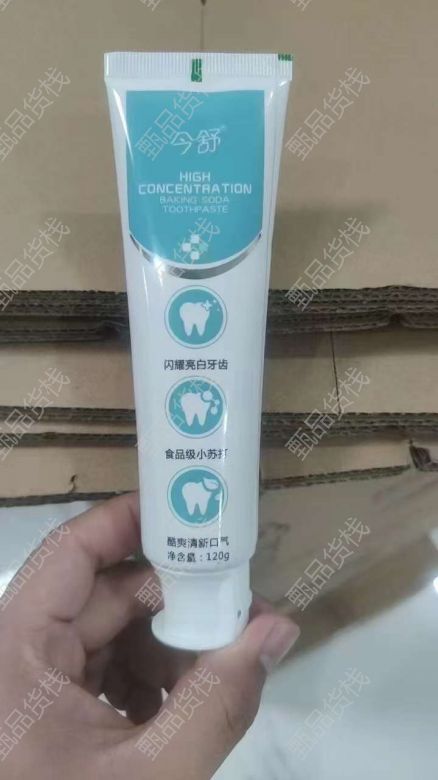 今舒®
HIGH
CONCENTRATION
BAKING SODA
TOOTHPASTE
闪耀亮白牙齿
食品级小苏打
酷爽清新口气
净含量：120g
甄品货栈